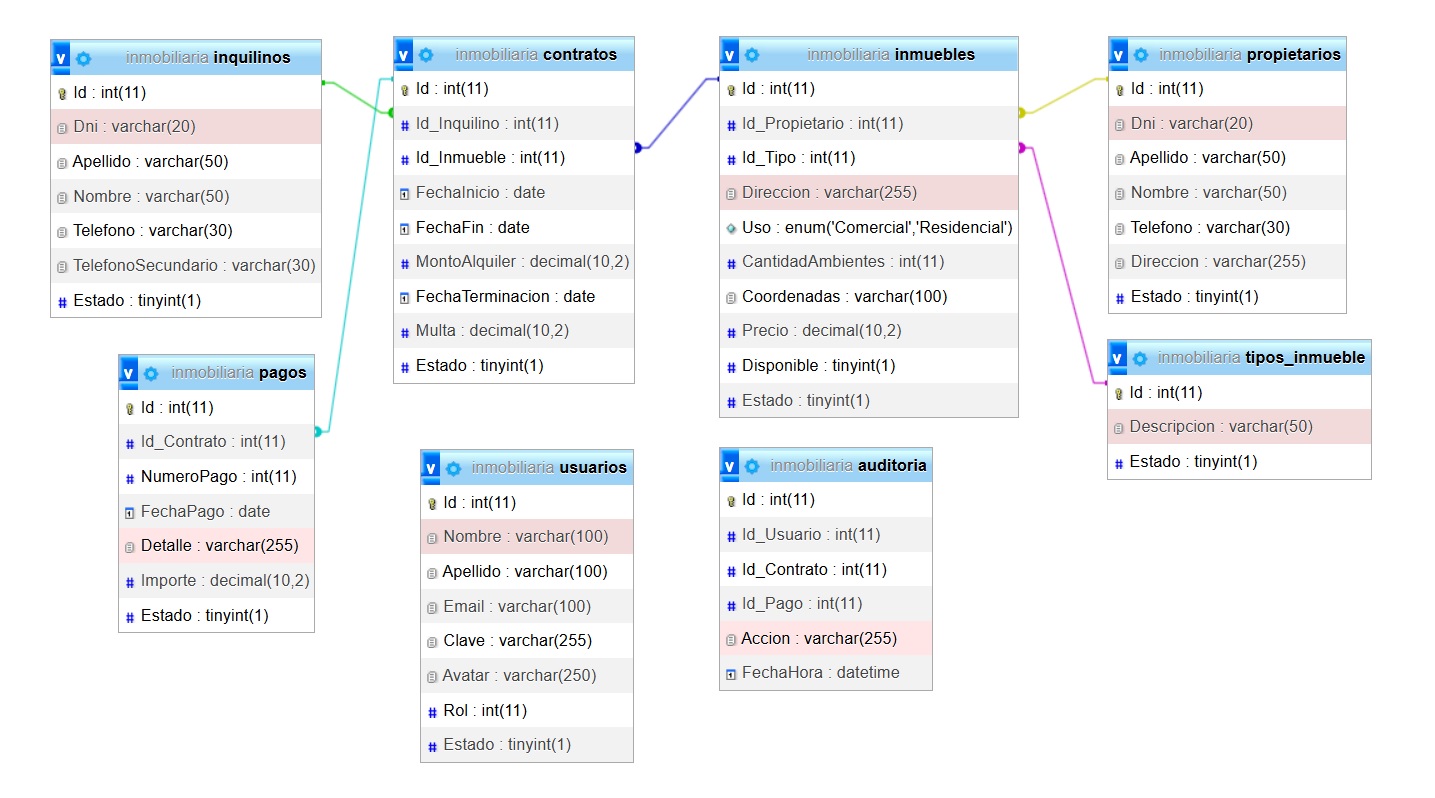 v inmobiliaria inquilinos
Id : int(11)
Dni : varchar(20)
Apellido : varchar(50)
Nombre : varchar(50)
Telefono : varchar(30)
TelefonoSecundario : varchar(30)
# Estado : tinyint(1)
v inmobiliaria contratos
Id : int(11)
# Id_Inquilino : int(11)
# Id_Inmueble : int(11)
FechaInicio : date
FechaFin : date
# MontoAlquiler : decimal(10,2)
FechaTerminacion : date
# Multa : decimal(10,2)
# Estado : tinyint(1)
v inmobiliaria inmuebles
Id : int(11)
# Id_Propietario : int(11)
# Id_Tipo : int(11)
Direccion : varchar(255)
Uso : enum('Comercial','Residencial')
# CantidadAmbientes : int(11)
Coordenadas : varchar(100)
# Precio : decimal(10,2)
# Disponible : tinyint(1)
# Estado : tinyint(1)
v inmobiliaria propietarios
Id : int(11)
Dni : varchar(20)
Apellido : varchar(50)
Nombre : varchar(50)
Telefono : varchar(30)
Direccion : varchar(255)
# Estado : tinyint(1)
v inmobiliaria pagos
Id : int(11)
# Id_Contrato : int(11)
# NumeroPago : int(11)
FechaPago : date
Detalle : varchar(255)
# Importe : decimal(10,2)
# Estado : tinyint(1)
v inmobiliaria usuarios
Id : int(11)
Nombre : varchar(100)
Apellido : varchar(100)
Email : varchar(100)
Clave : varchar(255)
Avatar : varchar(250)
# Rol : int(11)
# Estado : tinyint(1)
v inmobiliaria auditoria
Id : int(11)
# Id_Usuario : int(11)
# Id_Contrato : int(11)
# Id_Pago : int(11)
Accion : varchar(255)
FechaHora : datetime
v inmobiliaria tipos_inmueble
Id : int(11)
Descripcion : varchar(50)
# Estado : tinyint(1)